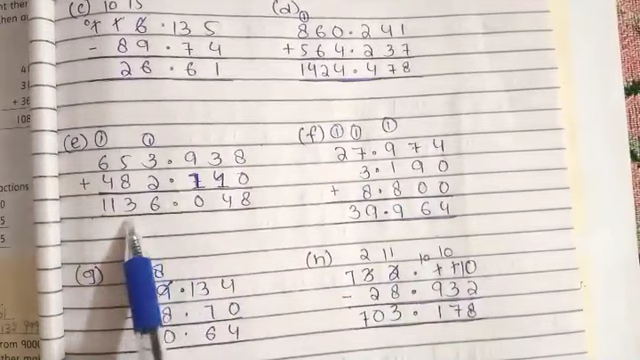 (c) 10 13
0 1 1 6 . 1 3 5
- 8 9 . 7 4
2 6 . 6 1
(d)
①
8 6 0 . 2 4 1
+ 5 6 4 . 2 3 7
1 4 2 4 . 4 7 8
(e) ① ①
6 5 3 . 9 3 8
+ 4 8 2 . 1 1 0
1 1 3 6 . 0 4 8
(f) ① ① ①
2 7 . 9 7 4
3 . 1 9 0
+ 8 . 8 0 0
3 9 . 9 6 4
(g) 8
9 . 1 3 4
8 . 7 0
0 . 6 4
(h) 2 11 10 10
7 3 2 . 1 1 10
- 2 8 . 9 3 2
7 0 3 . 1 7 8
108